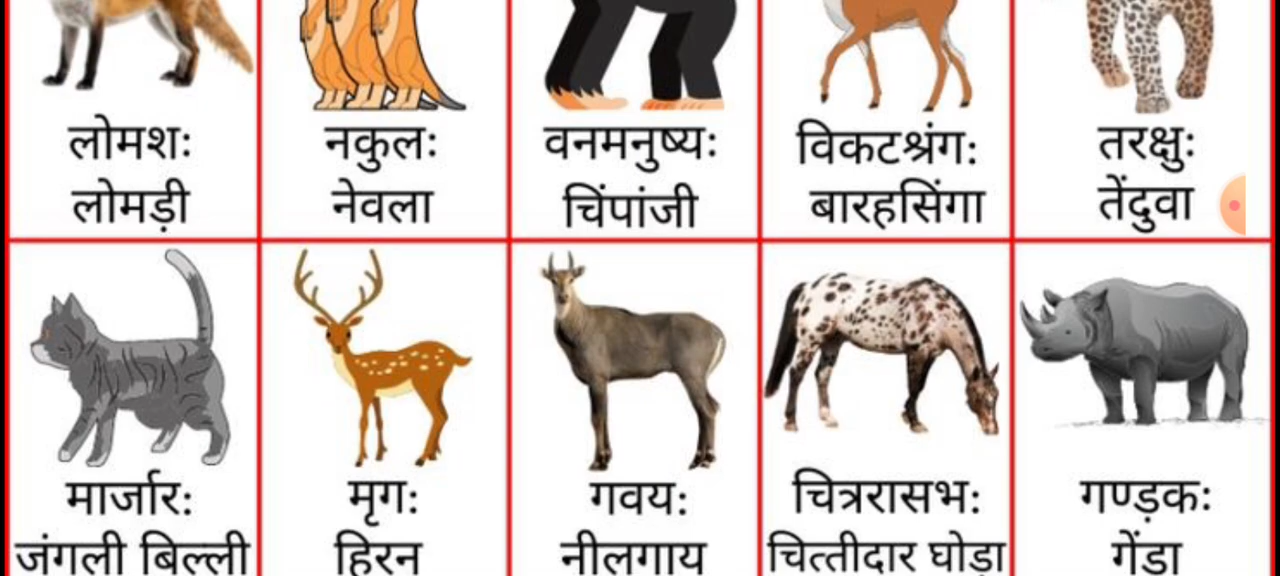 लोमशः नकुलः वनमनुष्यः विकटश्रंग: तरक्षुः
लोमड़ी नेवला चिंपांजी बारहसिंगा तेंदुवा
मार्जार: मृगः गवयः चित्ररासभः गण्ड़कः
जंगली बिल्ली हिरन नीलगाय चित्तीदार घोड़ा गेंडा